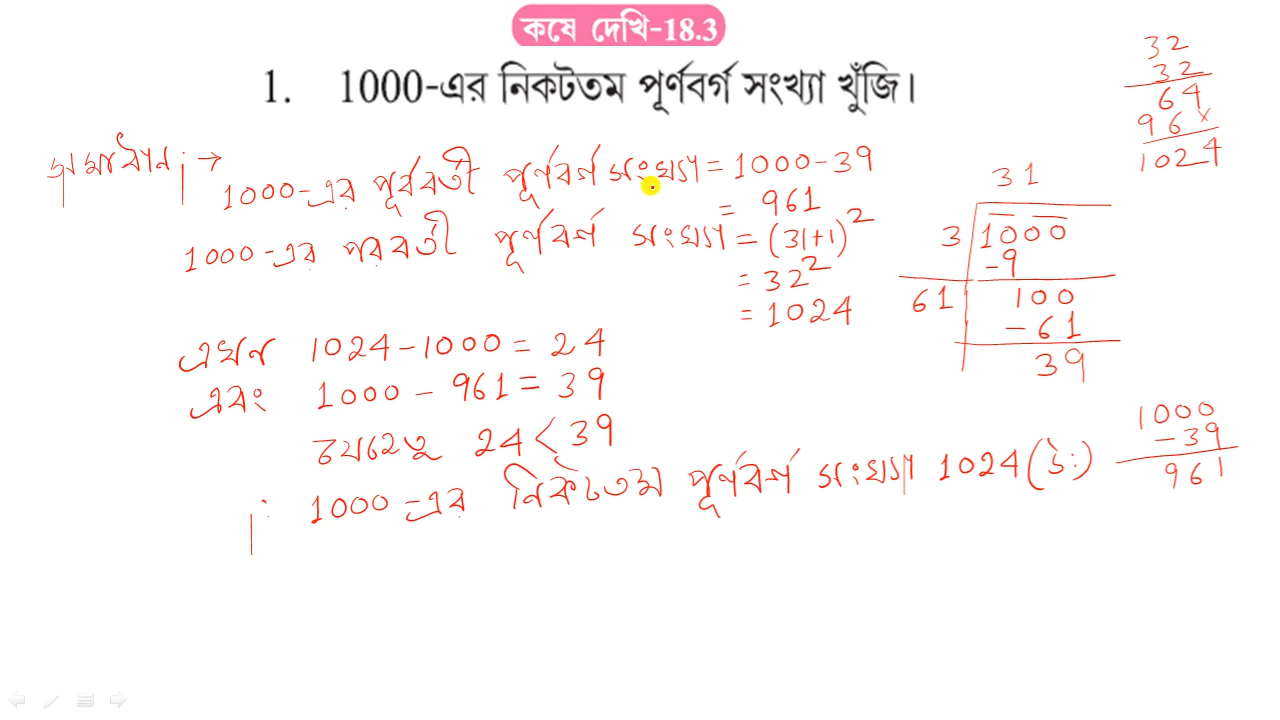 কষে দেখি-18.3
1. 1000-এর নিকটতম পূর্ণবর্গ সংখ্যা খুঁজি।
সমাধান :→
1000-এর পূর্ববর্তী পূর্ণবর্গ সংখ্যা = 1000-39
= 961
1000-এর পরবর্তী পূর্ণবর্গ সংখ্যা = (31+1)²
= 32²
= 1024
এখন 1024-1000 = 24
এবং 1000 - 961 = 39
যেহেতু 24 < 39
∴ 1000-এর নিকটতম পূর্ণবর্গ সংখ্যা 1024 (উঃ)
31
3 1000
-9
61 100
-61
39
32
32
64
96×
1024
1000
-39
961